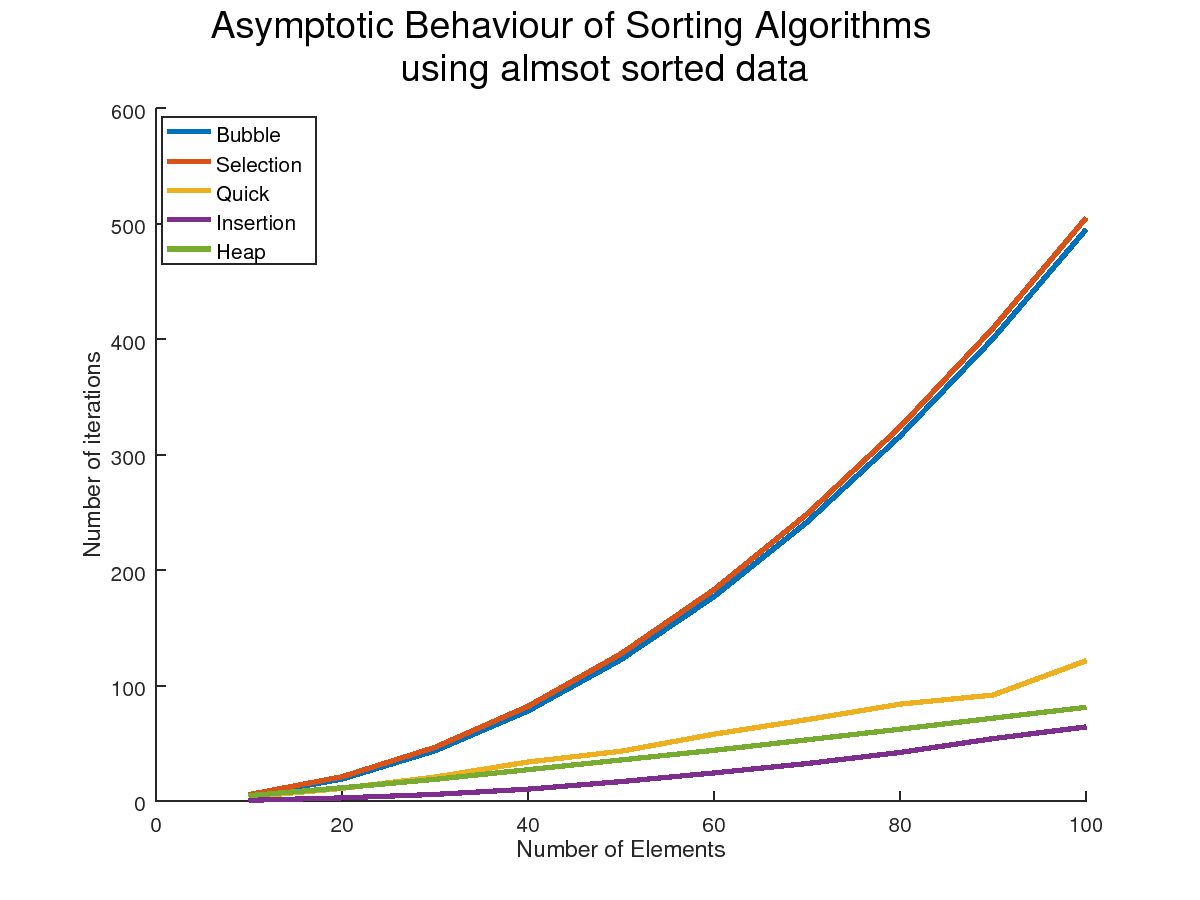 Asymptotic Behaviour of Sorting Algorithms
using almsot sorted data
600
500
400
300
200
100
0
Bubble
Selection
Quick
Insertion
Heap
Number of iterations
0 20 40 60 80 100
Number of Elements